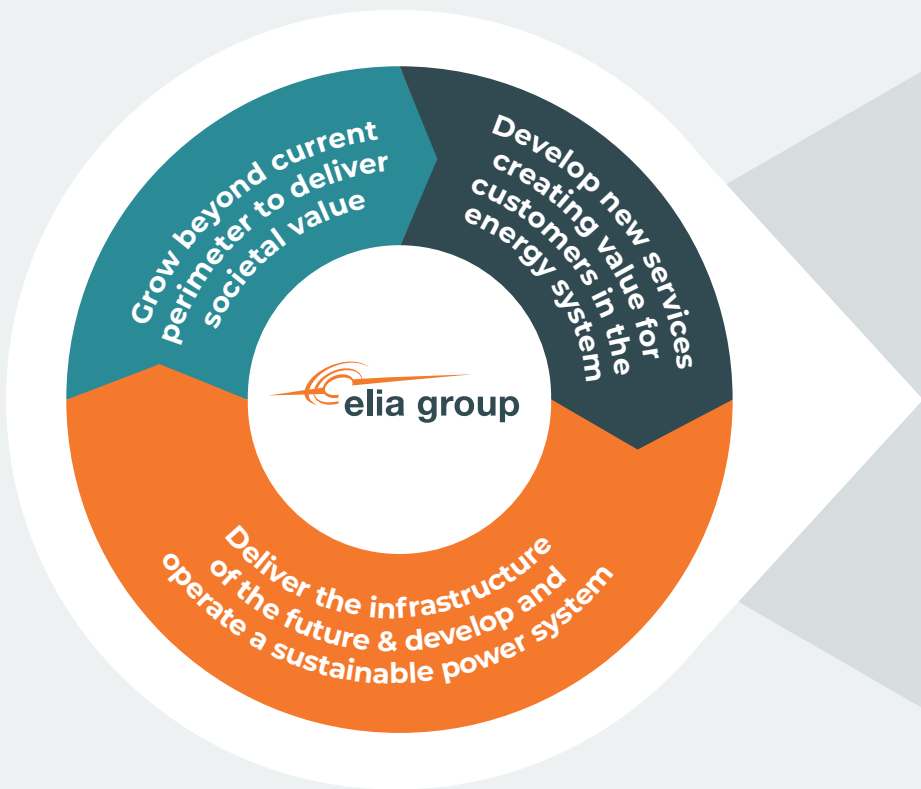 Grow beyond current
perimeter to deliver
societal value
Develop new services
creating value for
customers in the
energy system
elia group
Deliver the infrastructure
of the future & develop and
operate a sustainable power system